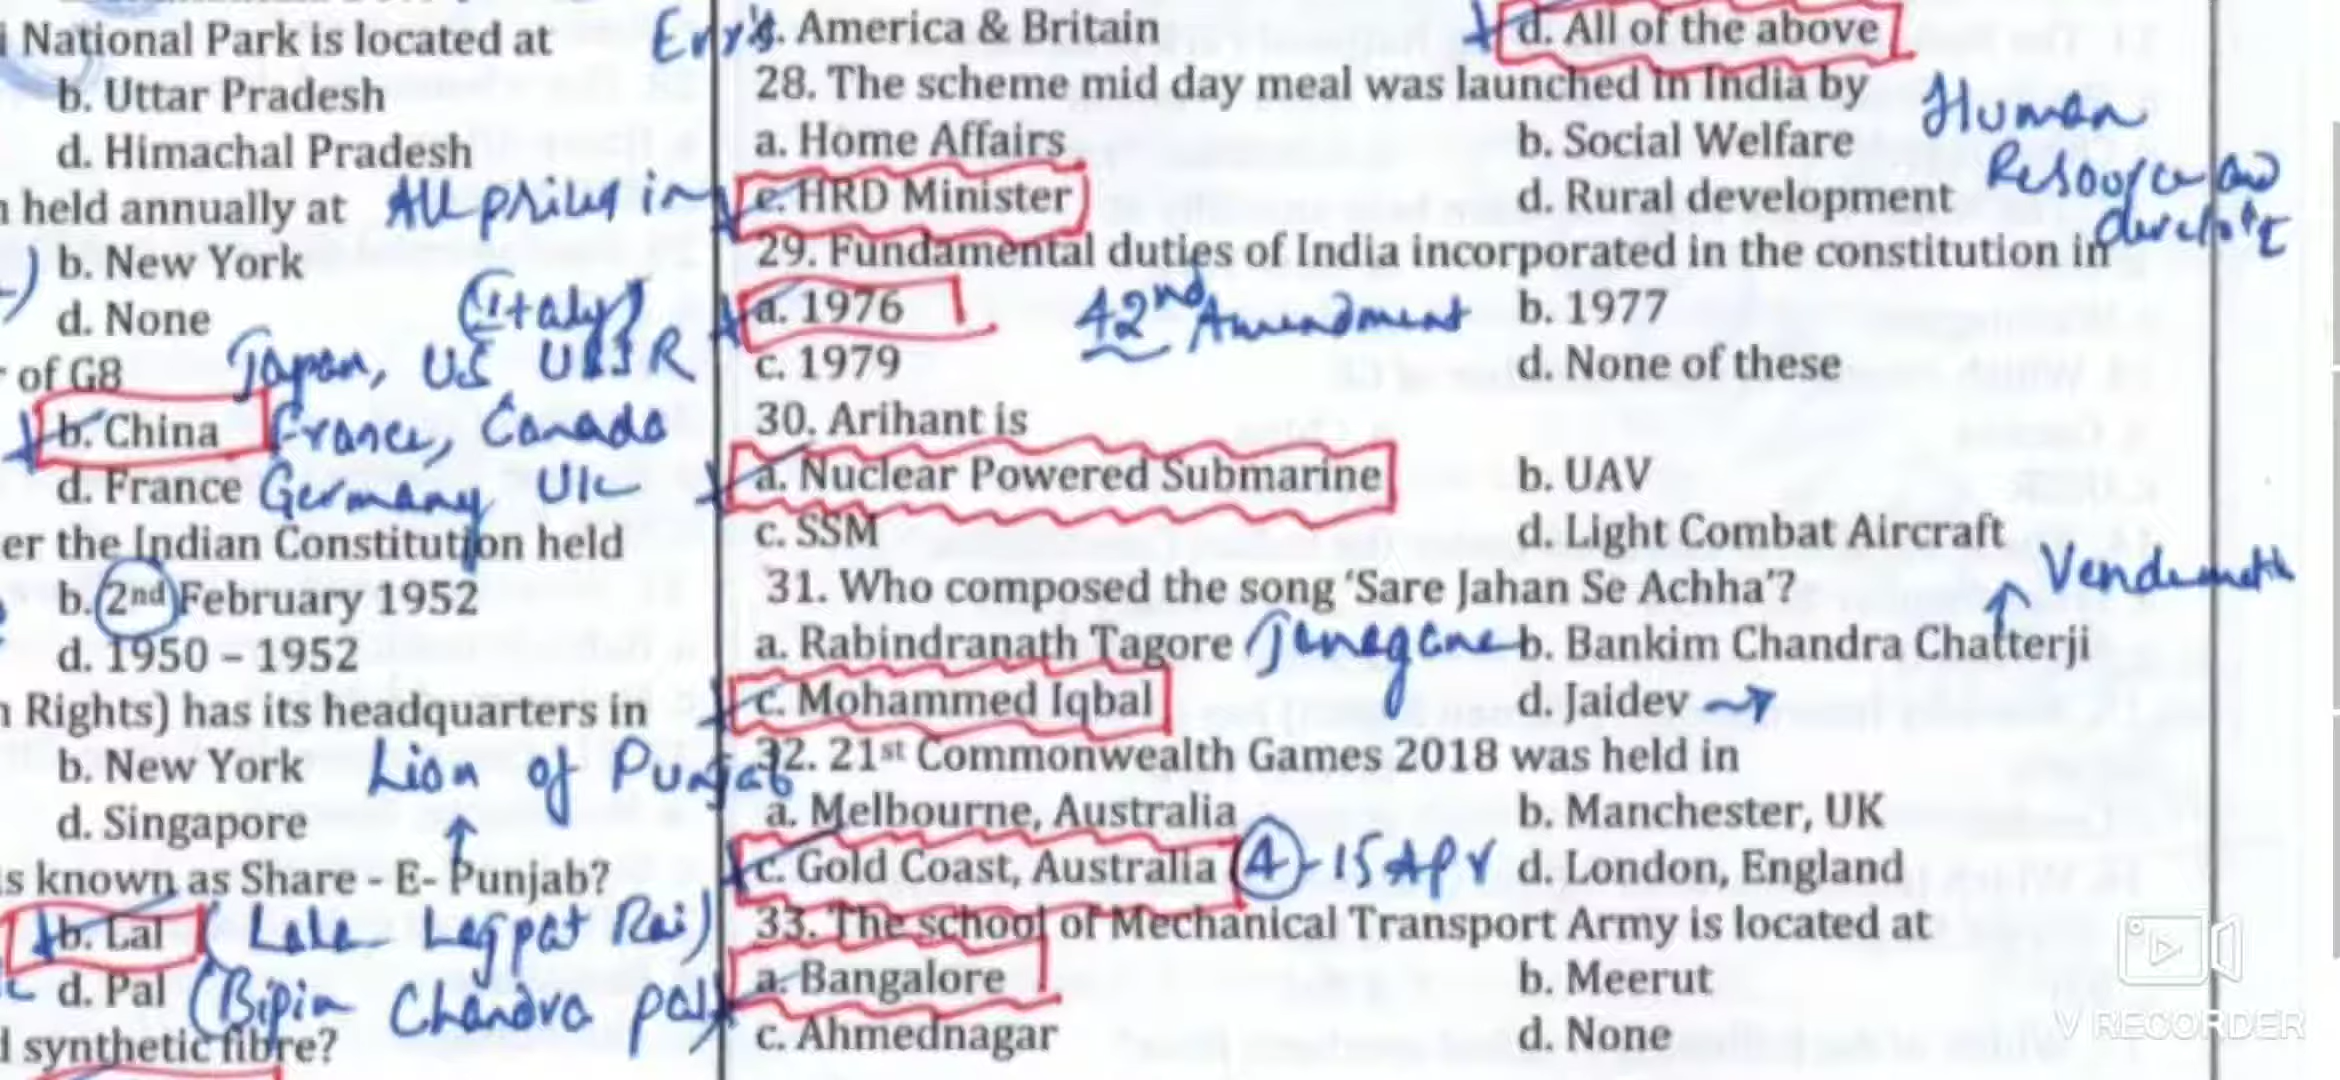 i National Park is located at
b. Uttar Pradesh
d. Himachal Pradesh
held annually at All prizes in
b. New York
d. None (Italy)
of G8 Japan, US USSR
b. China France, Canada
d. France Germany UK
er the Indian Constitution held
b. 2nd February 1952
d. 1950 – 1952
Rights) has its headquarters in
b. New York Lion of Punjab
d. Singapore
s known as Share - E- Punjab?
b. Lal (Lala Lagpat Rai)
d. Pal (Bipin Chandra pal)
synthetic fibre?
America & Britain d. All of the above
28. The scheme mid day meal was launched in India by
a. Home Affairs b. Social Welfare Human
c. HRD Minister d. Rural development Resource
29. Fundamental duties of India incorporated in the constitution in
a. 1976 42nd Amendment b. 1977
c. 1979 d. None of these
30. Arihant is
a. Nuclear Powered Submarine b. UAV
c. SSM d. Light Combat Aircraft
31. Who composed the song ‘Sare Jahan Se Achha’?
a. Rabindranath Tagore b. Bankim Chandra Chatterji
c. Mohammed Iqbal d. Jaidev
32. 21st Commonwealth Games 2018 was held in
a. Melbourne, Australia b. Manchester, UK
c. Gold Coast, Australia 4-15 Apr d. London, England
33. The school of Mechanical Transport Army is located at
a. Bangalore b. Meerut
c. Ahmednagar d. None
V RECORDER